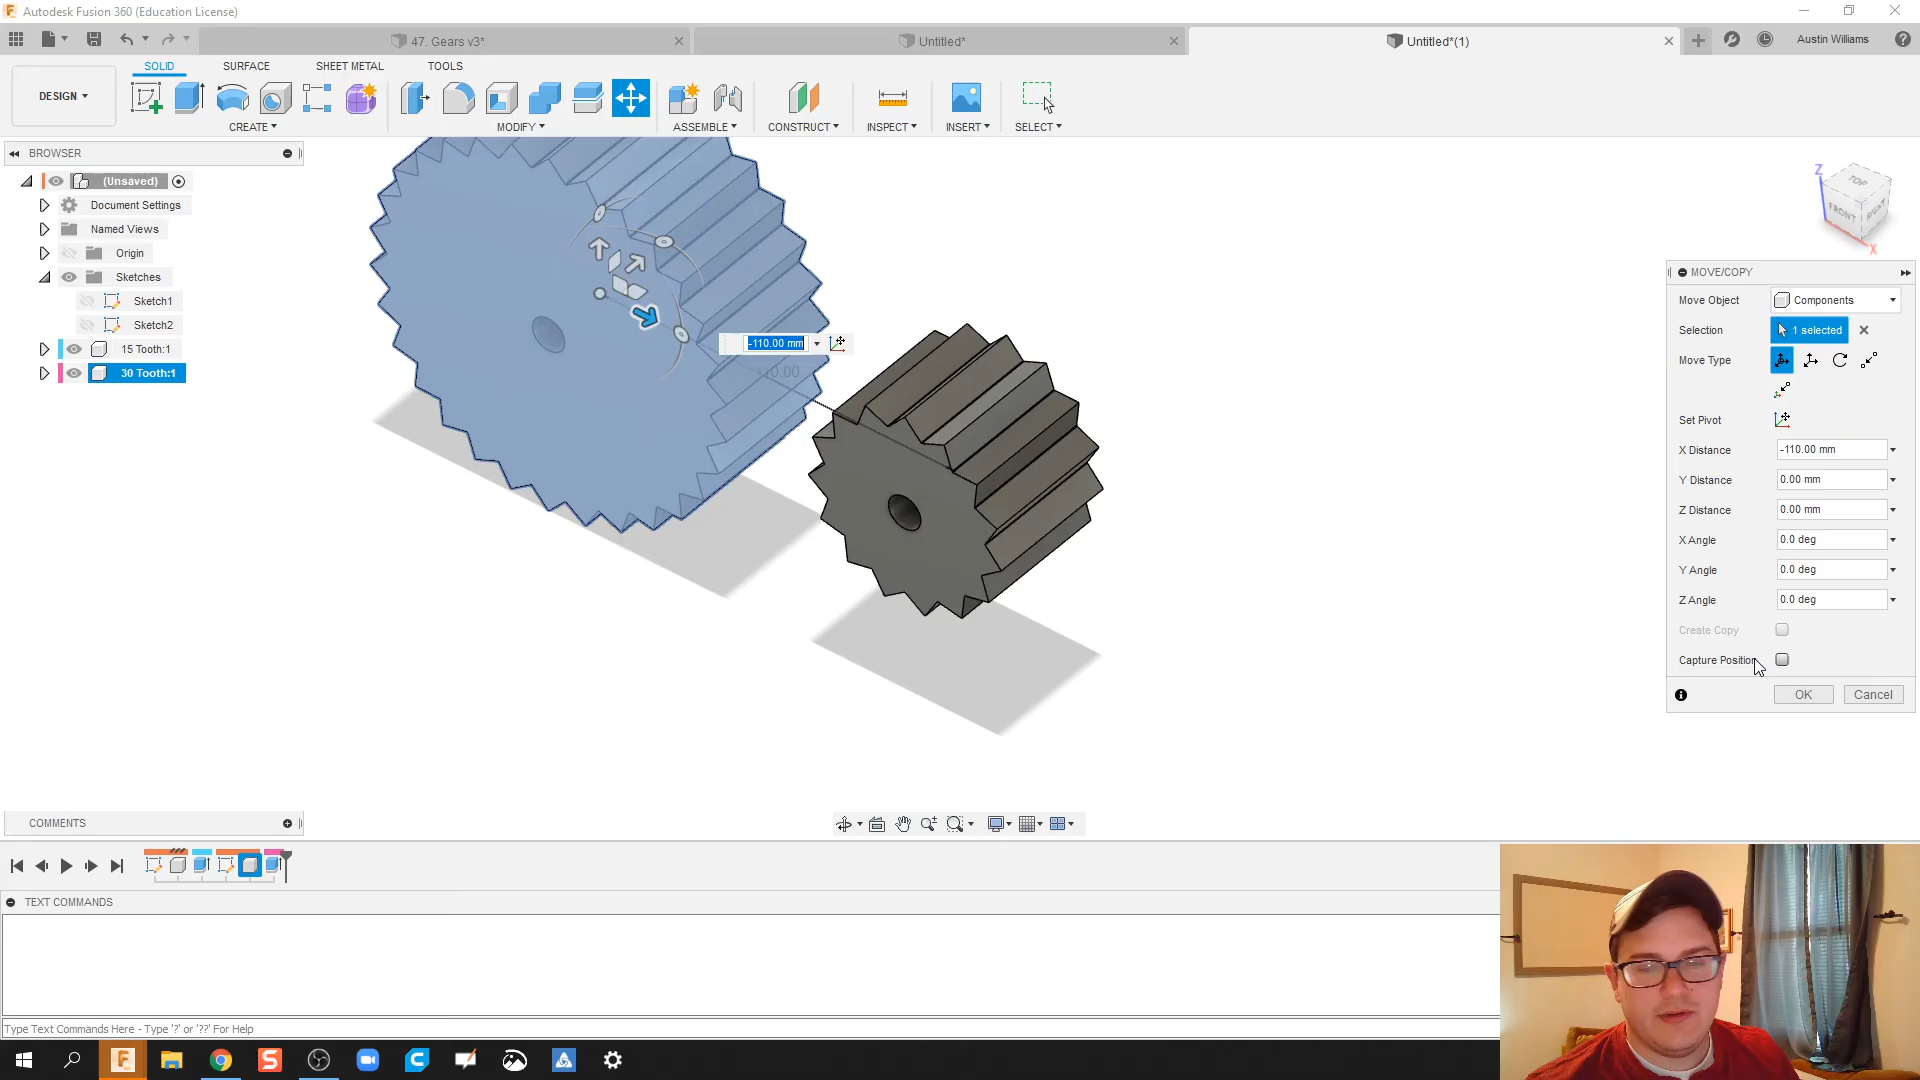 Autodesk Fusion 360 (Education License)
47. Gears v3*
Untitled*
Untitled*(1)
Austin Williams
DESIGN
SOLID
SURFACE
SHEET METAL
TOOLS
CREATE
MODIFY
ASSEMBLE
CONSTRUCT
INSPECT
INSERT
SELECT
BROWSER
(Unsaved)
Document Settings
Named Views
Origin
Sketches
Sketch1
Sketch2
15 Tooth:1
30 Tooth:1
-110.00 mm
Z
TOP
FRONT
RIGHT
X
MOVE/COPY
Move Object
Components
Selection
1 selected
Move Type
Set Pivot
X Distance
-110.00 mm
Y Distance
0.00 mm
Z Distance
0.00 mm
X Angle
0.0 deg
Y Angle
0.0 deg
Z Angle
0.0 deg
Create Copy
Capture Position
OK
Cancel
COMMENTS
TEXT COMMANDS
Type Text Commands Here - Type '?' or '??' For Help